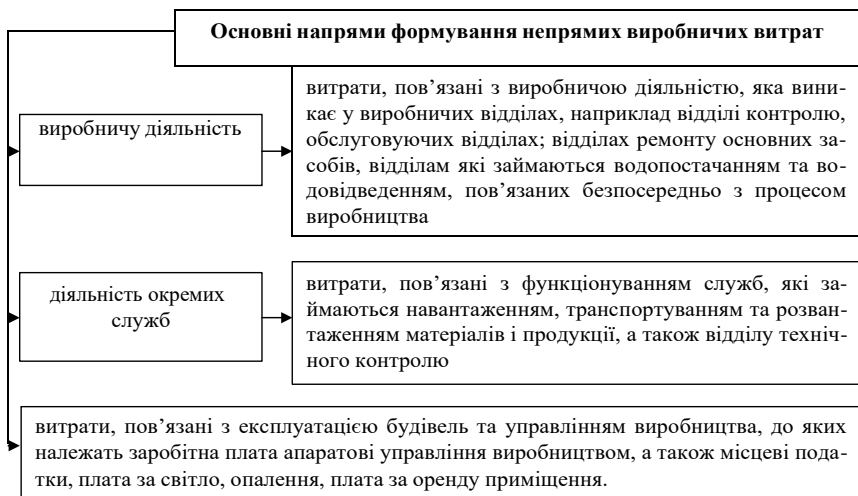 Основні напрями формування непрямих виробничих витрат
виробничу діяльність
витрати, пов’язані з виробничою діяльністю, яка вини-
кає у виробничих відділах, наприклад відділі контролю,
обслуговуючих відділах; відділах ремонту основних за-
собів, відділам які займаються водопостачанням та во-
довідведенням, пов’язаних безпосередньо з процесом
виробництва
діяльність окремих
служб
витрати, пов’язані з функціонуванням служб, які за-
ймаються навантаженням, транспортуванням та розван-
таженням матеріалів і продукції, а також відділу техніч-
ного контролю
витрати, пов’язані з експлуатацією будівель та управлінням виробництва, до яких
належать заробітна плата апаратові управління виробництвом, а також місцеві пода-
тки, плата за світло, опалення, плата за оренду приміщення.